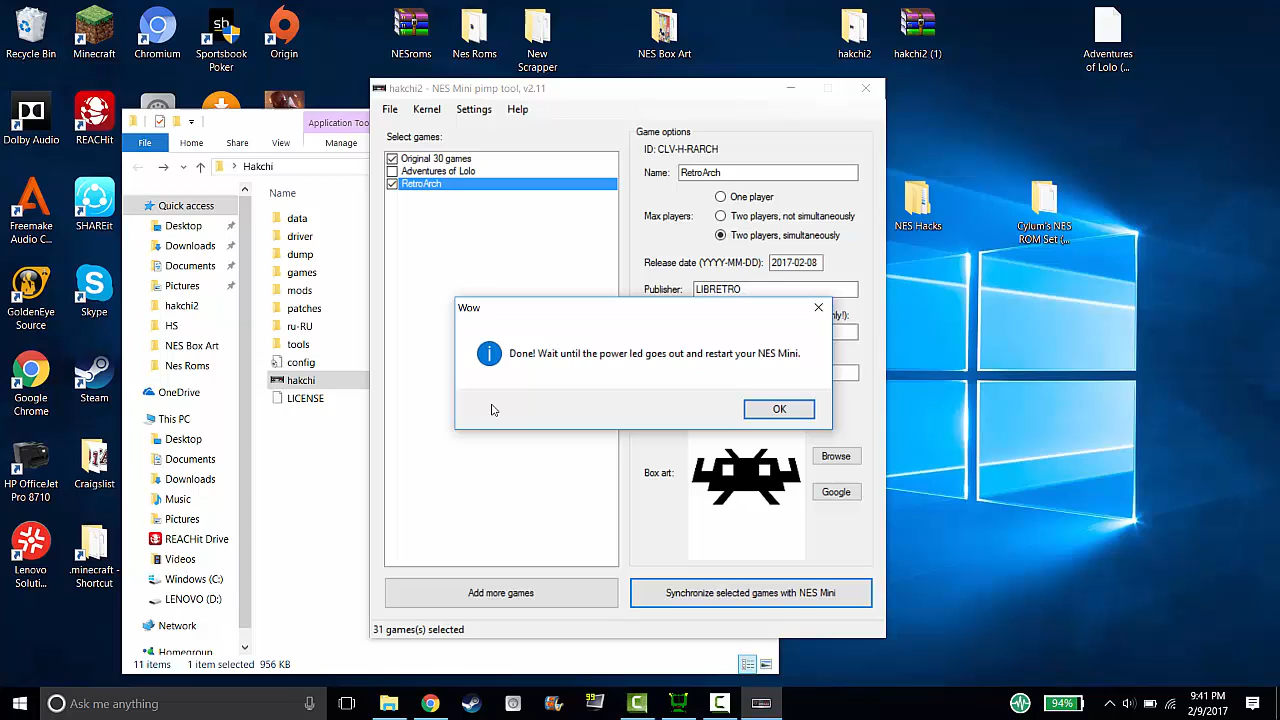 Recycle Bin
Minecraft
Chromium
Sportsbook
Poker
Origin
NESroms
Nes Roms
New
Scrapper
NES Box Art
hakchi2
hakchi2 (1)
Adventures
of Lolo (...
Dolby Audio
REACHit
Freemake
Audio C...
SHAREit
GoldenEye
Source
Skype
Google
Chrome
Steam
HP OfficeJet
Pro 8710
Craigslist
Lenovo
Soluti...
.minecraft -
Shortcut
NES Hacks
Cylum's NES
ROM Set (...
Application Too
File
Home
Share
View
Manage
Hakchi
Name
Quick access
Desktop
Downloads
Documents
Pictures
hakchi2
HS
NES Box Art
Nes Roms
OneDrive
This PC
Desktop
Documents
Downloads
Music
Pictures
REACHit Drive
Videos
Windows (C:)
LENOVO (D:)
Network
Homegroup
data
driver
dump
games
mods
patches
ru-RU
tools
config
hakchi
LICENSE
11 items 1 item selected 956 KB
hakchi2 - NES Mini pimp tool, v2.11
File Kernel Settings Help
Select games:
Original 30 games
Adventures of Lolo
RetroArch
Game options
ID: CLV-H-RARCH
Name: RetroArch
One player
Max players: Two players, not simultaneously
Two players, simultaneously
Release date (YYYY-MM-DD): 2017-02-08
Publisher: LIBRETRO
nly!):
Wow
Done! Wait until the power led goes out and restart your NES Mini.
OK
Box art:
Browse
Google
Add more games
Synchronize selected games with NES Mini
31 games(s) selected
Ask me anything
99
94%
9:41 PM
2/9/2017